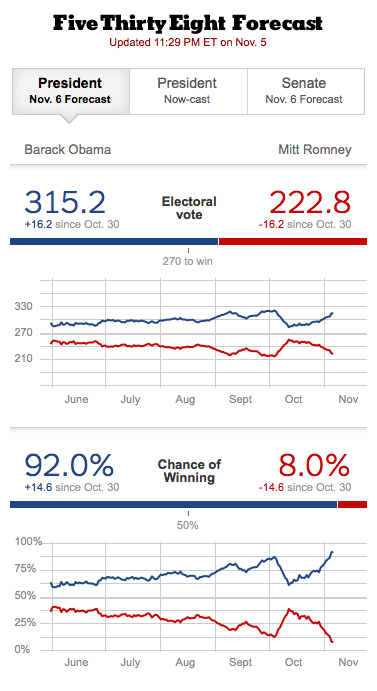 FiveThirtyEight Forecast
Updated 11:29 PM ET on Nov. 5
President
Nov. 6 Forecast
President
Now-cast
Senate
Nov. 6 Forecast
Barack Obama
Mitt Romney
315.2
+16.2 since Oct. 30
Electoral
vote
222.8
-16.2 since Oct. 30
270 to win
330
270
210
June July Aug Sept Oct Nov
92.0%
+14.6 since Oct. 30
Chance of
Winning
8.0%
-14.6 since Oct. 30
50%
100%
75%
50%
25%
0%
June July Aug Sept Oct Nov